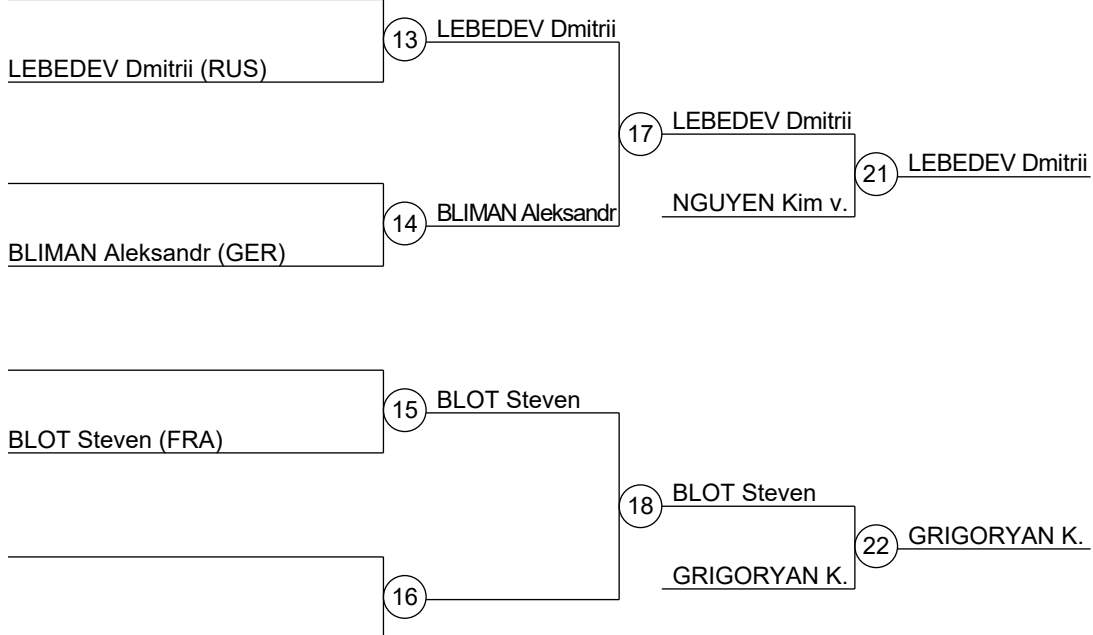 13 LEBEDEV Dmitrii
LEBEDEV Dmitrii (RUS)
17 LEBEDEV Dmitrii
21 LEBEDEV Dmitrii
NGUYEN Kim v.
14 BLIMAN Aleksandr
BLIMAN Aleksandr (GER)
15 BLOT Steven
BLOT Steven (FRA)
18 BLOT Steven
22 GRIGORYAN K.
GRIGORYAN K.
16